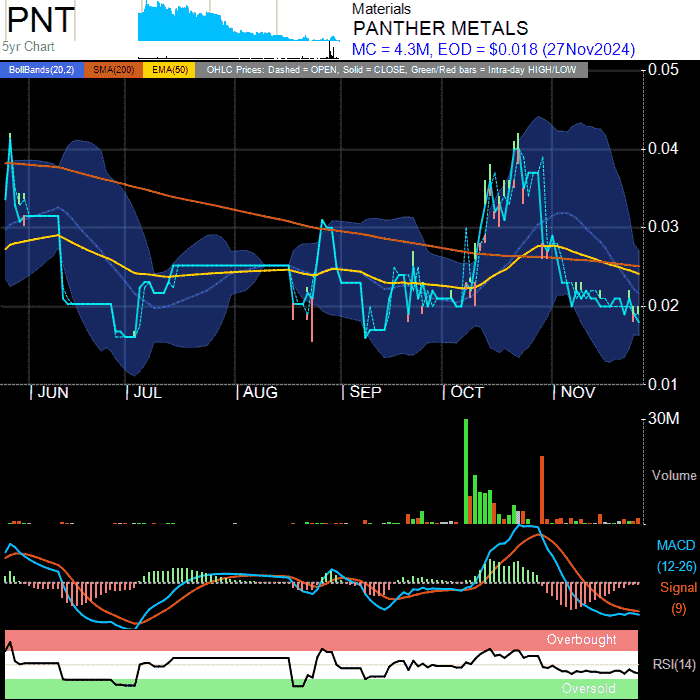 PNT
5yr Chart
Materials
PANTHER METALS
MC = 4.3M, EOD = $0.018 (27Nov2024)
BollBands(20,2) SMA(200) EMA(50) OHLC Prices: Dashed = OPEN, Solid = CLOSE, Green/Red bars = Intra-day HIGH/LOW
0.05
0.04
0.03
0.02
0.01
JUN JUL AUG SEP OCT NOV
30M
Volume
MACD
(12-26)
Signal
(9)
Overbought
RSI(14)
Oversold